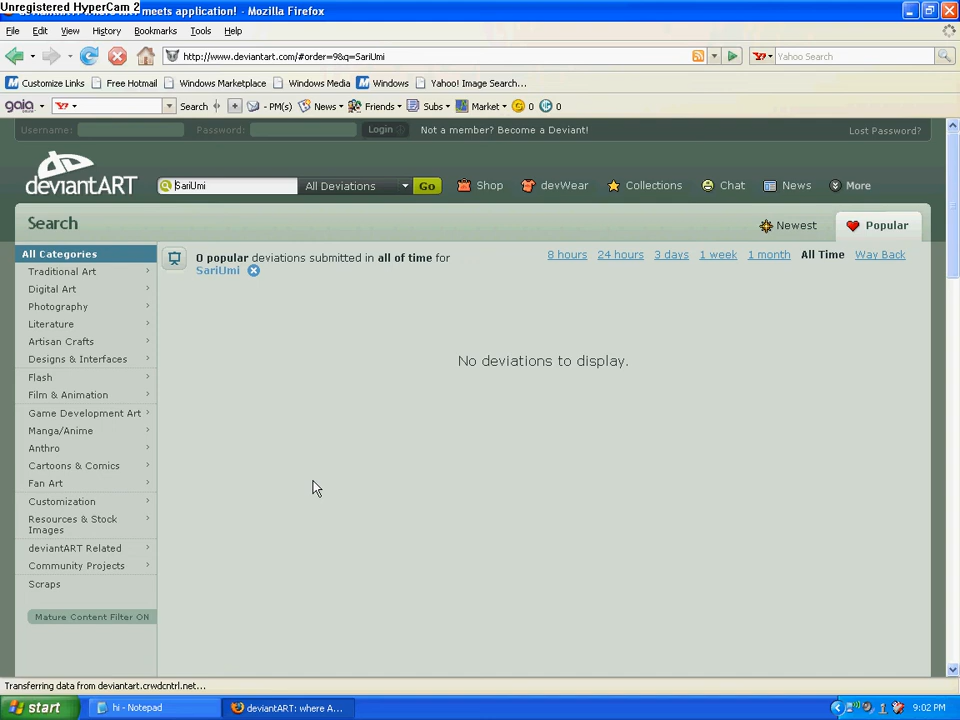 Unregistered HyperCam 2
meets application! - Mozilla Firefox
File Edit View History Bookmarks Tools Help
http://www.deviantart.com/#order=9&q=SariUmi
Yahoo Search
Customize Links Free Hotmail Windows Marketplace Windows Media Windows Yahoo! Image Search...
gaia Search - PM(s) News Friends Subs Market 0 0
Username: Password: Login Not a member? Become a Deviant! Lost Password?
deviantART SariUmi All Deviations Go Shop devWear Collections Chat News More
Search Newest Popular
All Categories
Traditional Art
Digital Art
Photography
Literature
Artisan Crafts
Designs & Interfaces
Flash
Film & Animation
Game Development Art
Manga/Anime
Anthro
Cartoons & Comics
Fan Art
Customization
Resources & Stock
Images
deviantART Related
Community Projects
Scraps
Mature Content Filter ON
0 popular deviations submitted in all of time for
SariUmi
8 hours 24 hours 3 days 1 week 1 month All Time Way Back
No deviations to display.
Transferring data from deviantart.crwdcntrl.net...
start hi - Notepad deviantART: where A... 9:02 PM